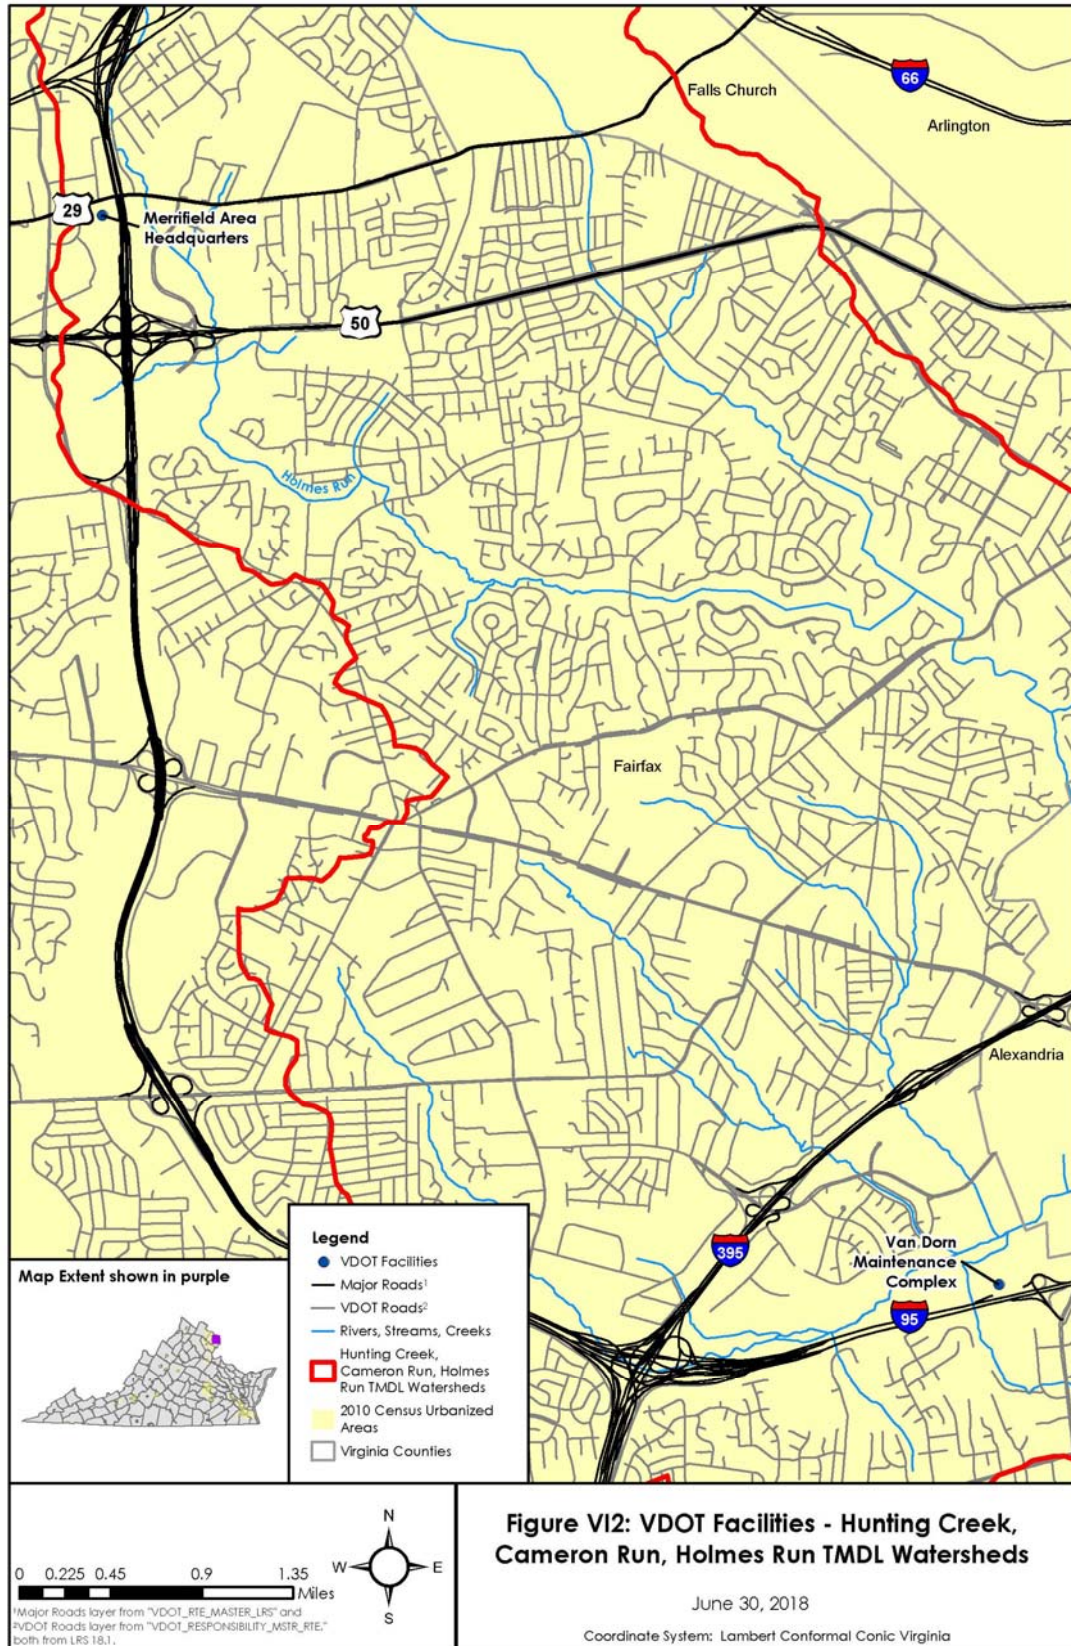 66
Falls Church
Arlington
29
Merrifield Area
Headquarters
50
Holmes Run
Fairfax
Alexandria
395
Van Dorn
Maintenance
Complex
95
Legend
VDOT Facilities
Major Roads¹
VDOT Roads²
Rivers, Streams, Creeks
Hunting Creek,
Cameron Run, Holmes
Run TMDL Watersheds
2010 Census Urbanized
Areas
Virginia Counties
Map Extent shown in purple
0 0.225 0.45 0.9 1.35
Miles
N
W E
S
¹Major Roads layer from "VDOT_RTE_MASTER_LRS" and
²VDOT Roads layer from "VDOT_RESPONSIBILITY_MSTR_RTE,"
both from LRS 18.1.
Figure VI2: VDOT Facilities - Hunting Creek,
Cameron Run, Holmes Run TMDL Watersheds
June 30, 2018
Coordinate System: Lambert Conformal Conic Virginia